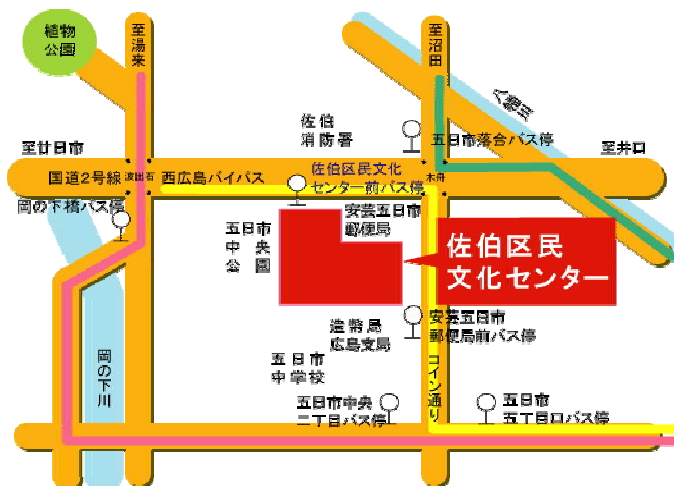 植物
公園
至湯来
至沼田
八幡川
佐伯
消防署
五日市落合バス停
至廿日市
至井口
国道2号線
波出石
西広島バイパス
佐伯区民文化
センター前バス停
木舟
岡の下橋バス停
五日市
中央
公園
安芸五日市
郵便局
佐伯区民
文化センター
造幣局
広島支局
安芸五日市
郵便局前バス停
岡の下川
五日市
中学校
コイン通り
五日市中央
二丁目バス停
五日市
五丁目口バス停